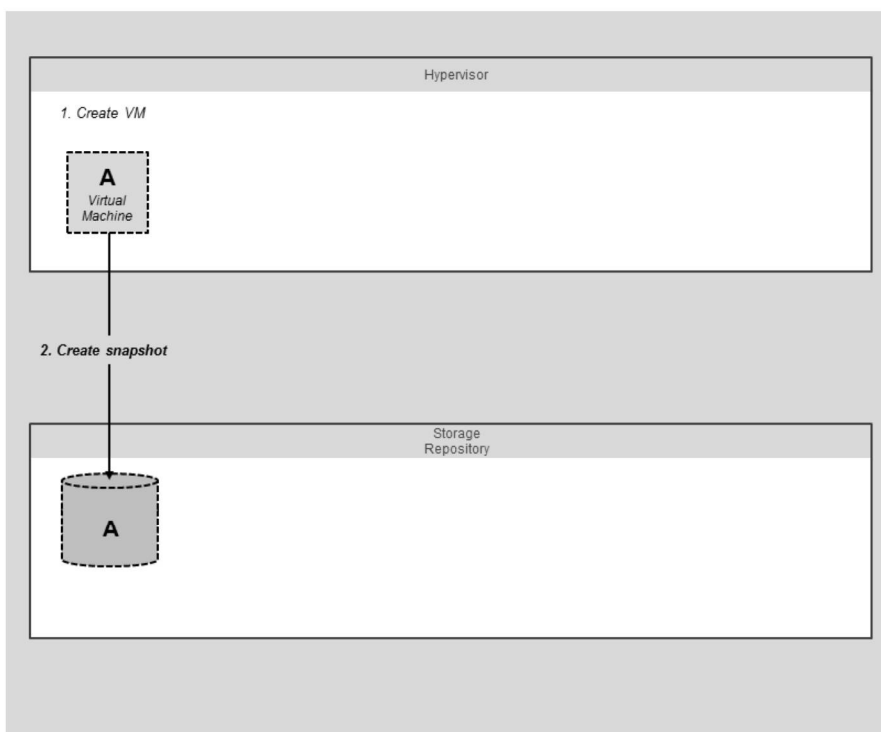 Hypervisor
1. Create VM
A
Virtual
Machine
2. Create snapshot
Storage
Repository
A